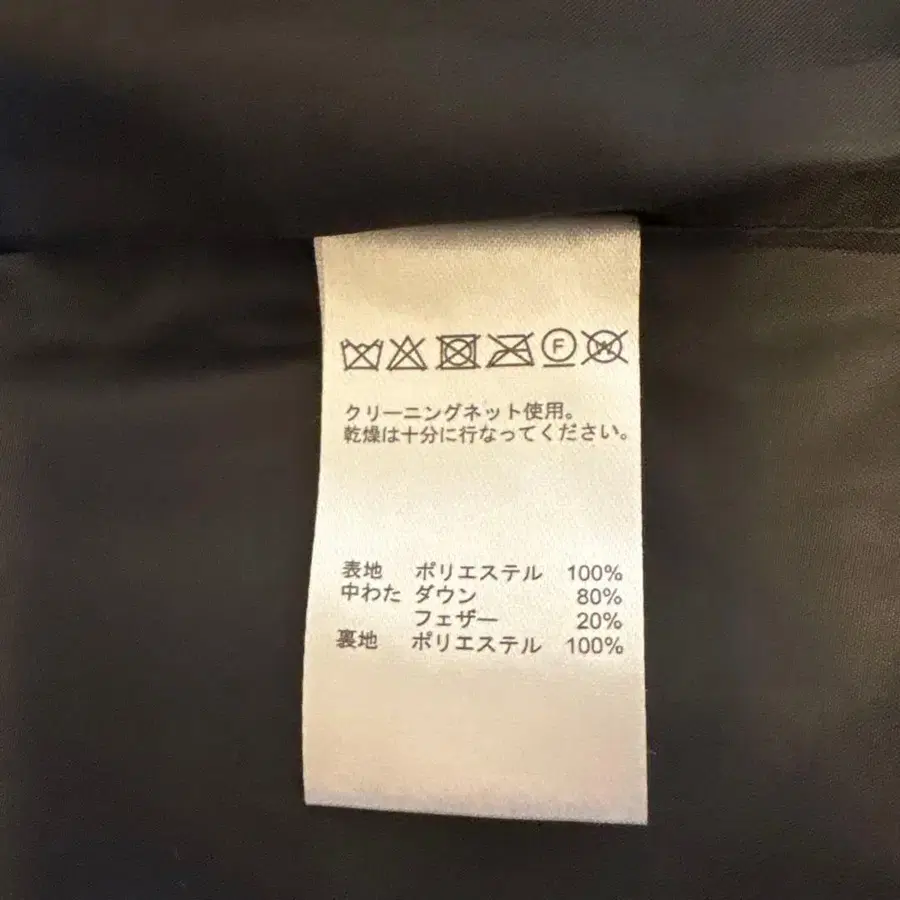 F W
クリーニングネット使用。
乾燥は十分に行なってください。
表地 ポリエステル 100%
中わた ダウン 80%
フェザー 20%
裏地 ポリエステル 100%